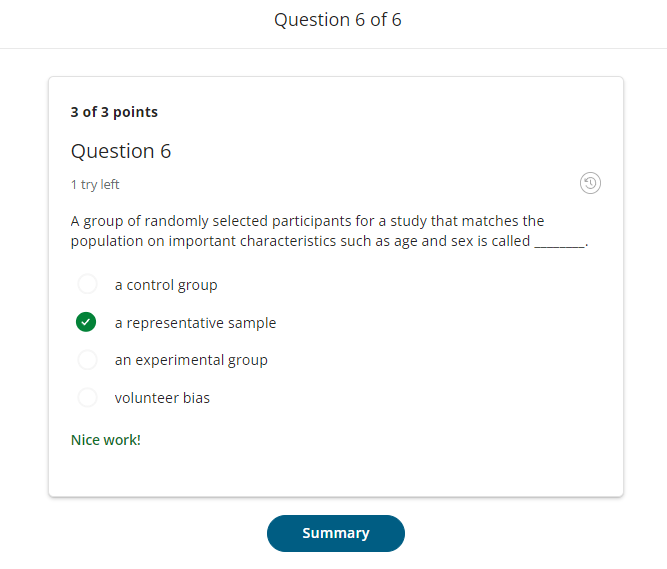 Question 6 of 6
3 of 3 points
Question 6
1 try left
A group of randomly selected participants for a study that matches the
population on important characteristics such as age and sex is called ________.
a control group
a representative sample
an experimental group
volunteer bias
Nice work!
Summary